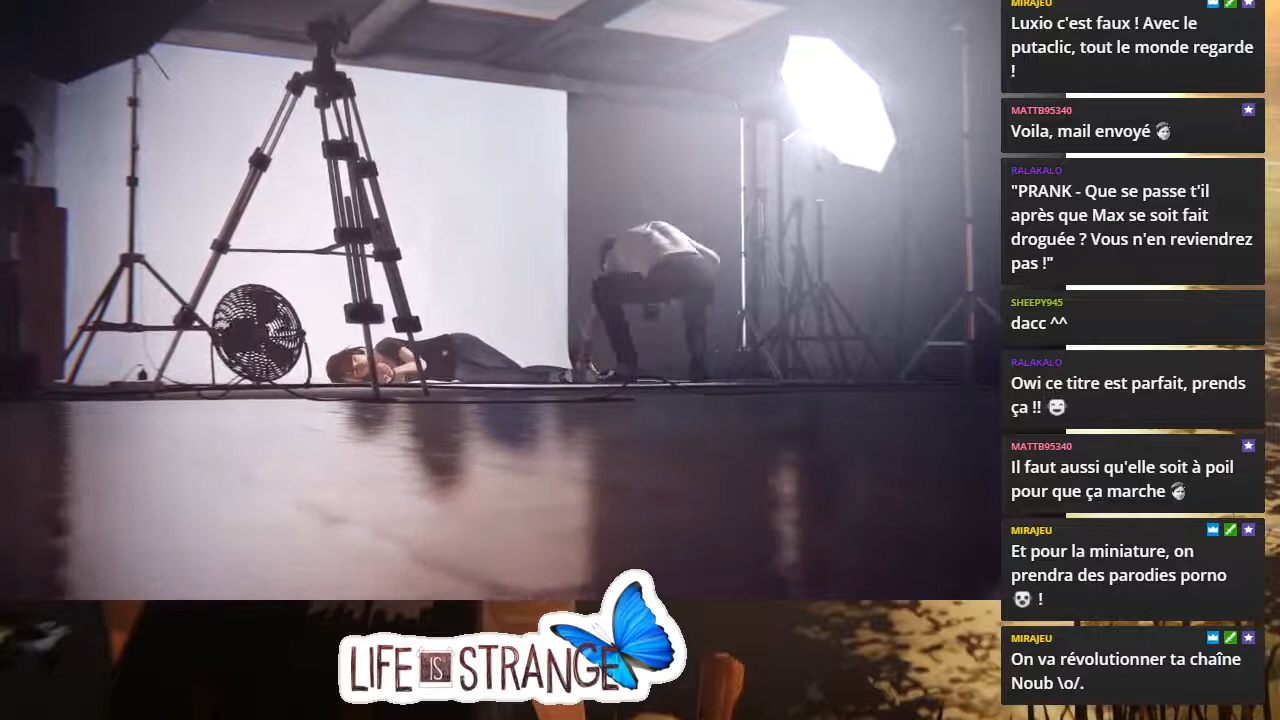 MIRAJEU
Luxio c'est faux ! Avec le
putaclic, tout le monde regarde
!
MATTB95340
Voila, mail envoyé
RALAKALO
"PRANK - Que se passe t'il
après que Max se soit fait
droguée ? Vous n'en reviendrez
pas !"
SHEEPY945
dacc ^^
RALAKALO
Owi ce titre est parfait, prends
ça !!
MATTB95340
Il faut aussi qu'elle soit à poil
pour que ça marche
MIRAJEU
Et pour la miniature, on
prendra des parodies porno
!
MIRAJEU
On va révolutionner ta chaîne
Noub \o/.
LIFE IS STRANGE